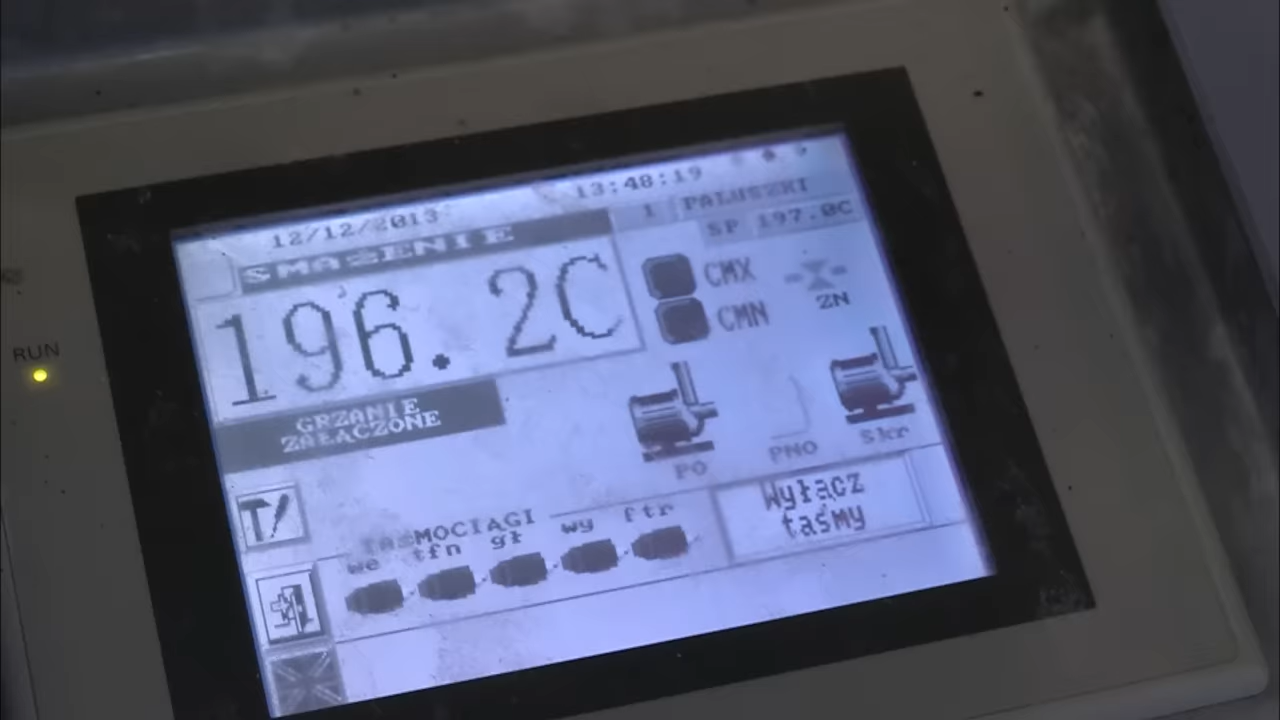 12/12/2013 13:48:19
SMAŻENIE
1 PALUSZKI
SP 197.0C
196.2C
CMX
CMN
ZN
RUN
GRZANIE
ZAŁĄCZONE
PO
PNO
Skr
T/
TAŚMOCIĄGI
we tfn gł wy ftr
Wyłącz
taśmy